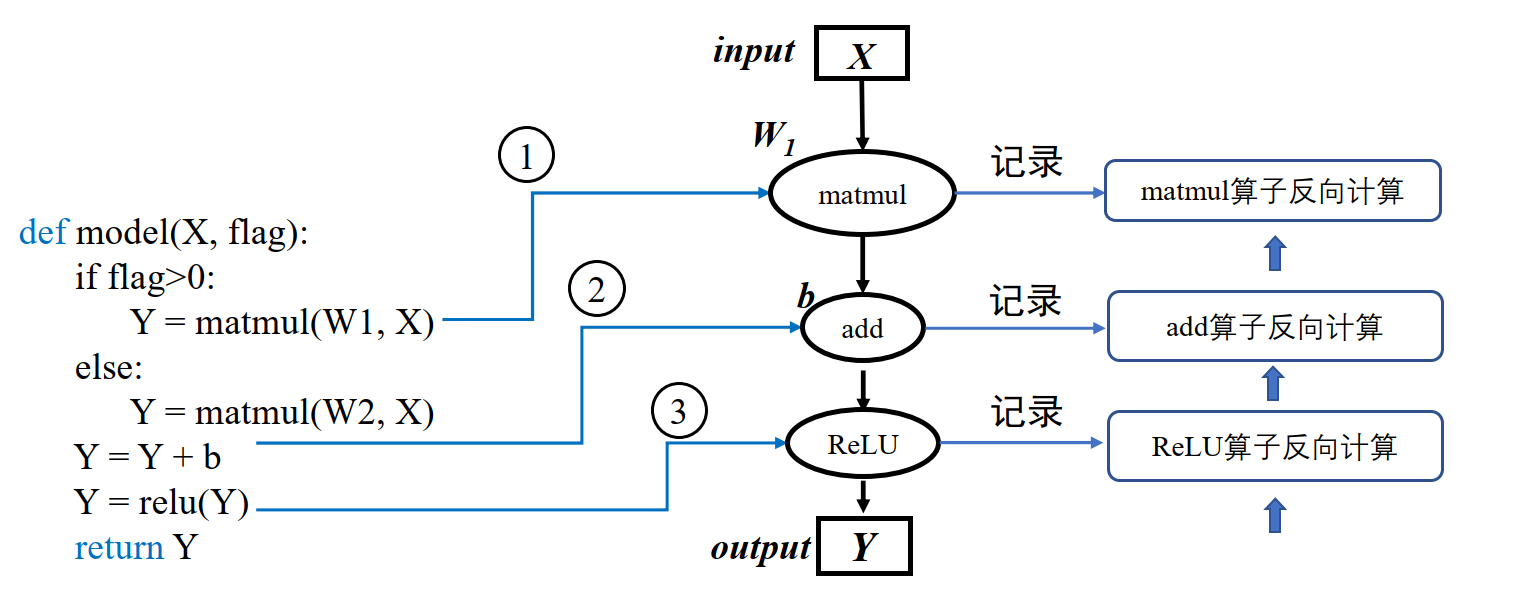 def model(X, flag):
if flag>0:
Y = matmul(W1, X)
else:
Y = matmul(W2, X)
Y = Y + b
Y = relu(Y)
return Y
1
2
3
input
X
W1
matmul
记录
matmul算子反向计算
b
add
记录
add算子反向计算
ReLU
记录
ReLU算子反向计算
output
Y